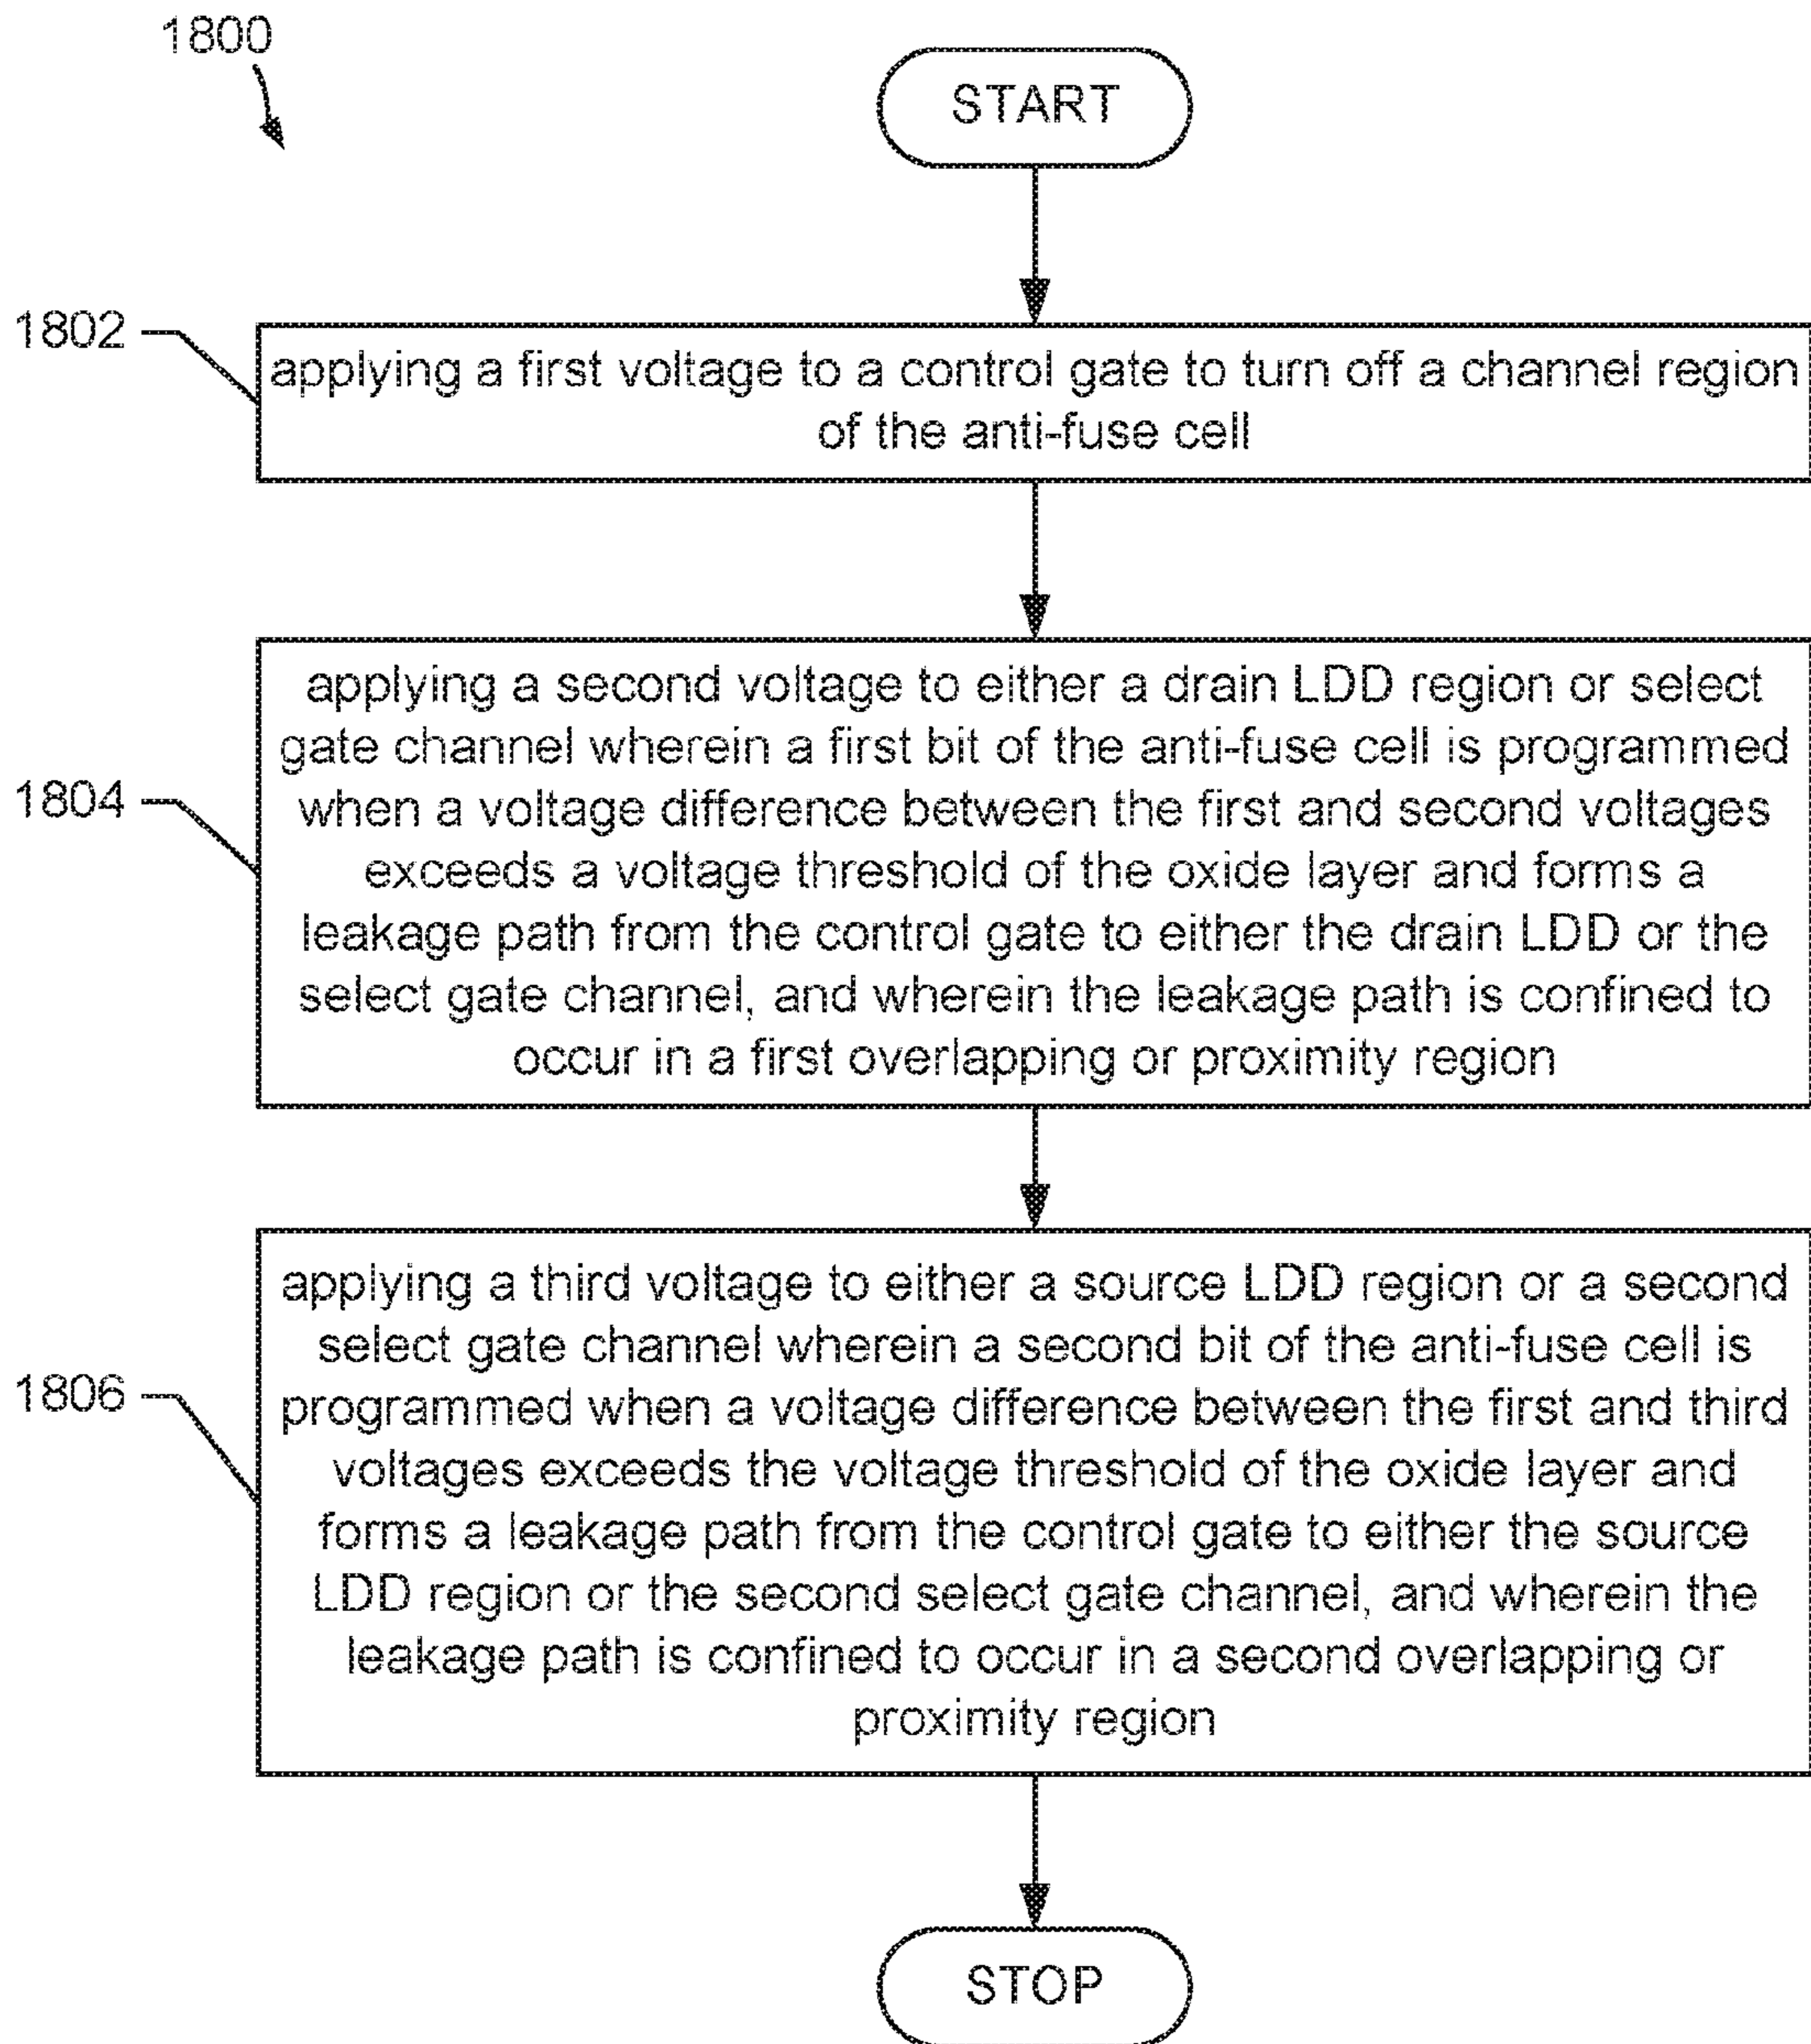 1800
START
1802
applying a first voltage to a control gate to turn off a channel region
of the anti-fuse cell
1804
applying a second voltage to either a drain LDD region or select
gate channel wherein a first bit of the anti-fuse cell is programmed
when a voltage difference between the first and second voltages
exceeds a voltage threshold of the oxide layer and forms a
leakage path from the control gate to either the drain LDD or the
select gate channel, and wherein the leakage path is confined to
occur in a first overlapping or proximity region
1806
applying a third voltage to either a source LDD region or a second
select gate channel wherein a second bit of the anti-fuse cell is
programmed when a voltage difference between the first and third
voltages exceeds the voltage threshold of the oxide layer and
forms a leakage path from the control gate to either the source
LDD region or the second select gate channel, and wherein the
leakage path is confined to occur in a second overlapping or
proximity region
STOP